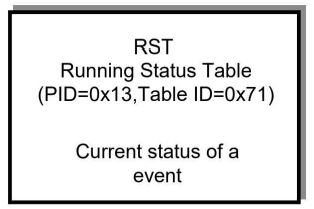 RST
Running Status Table
(PID=0x13,Table ID=0x71)
Current status of a
event